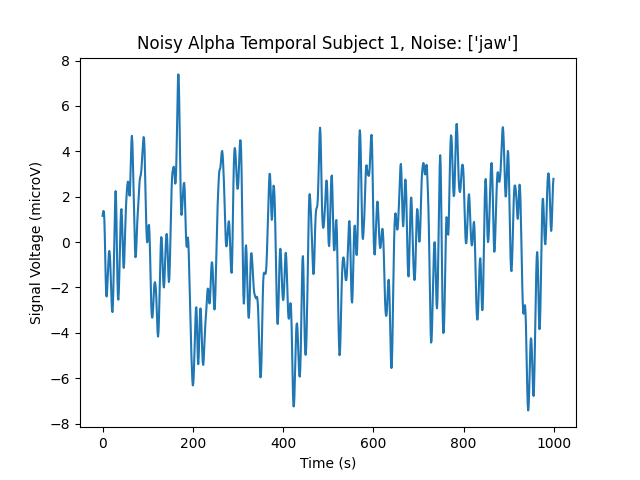 Noisy Alpha Temporal Subject 1, Noise: ['jaw']
8
6
4
2
0
−2
−4
−6
−8
Signal Voltage (microV)
0 200 400 600 800 1000
Time (s)